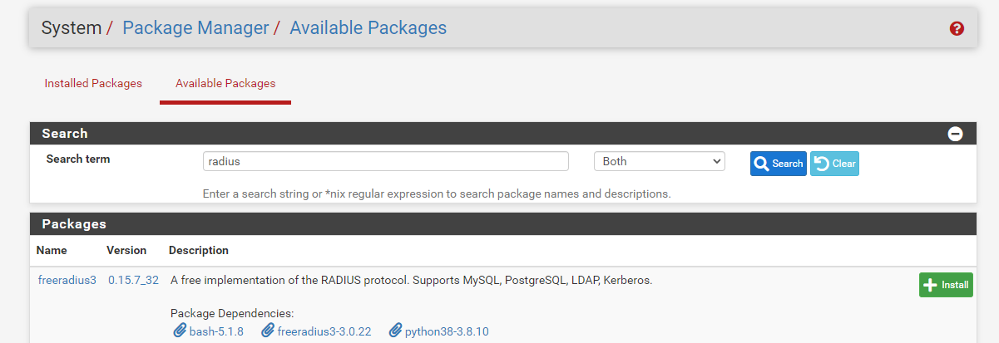 System / Package Manager / Available Packages
Installed Packages Available Packages
Search
Search term radius Both Search Clear
Enter a search string or *nix regular expression to search package names and descriptions.
Packages
Name Version Description
freeradius3 0.15.7_32 A free implementation of the RADIUS protocol. Supports MySQL, PostgreSQL, LDAP, Kerberos. Install
Package Dependencies:
bash-5.1.8 freeradius3-3.0.22 python38-3.8.10